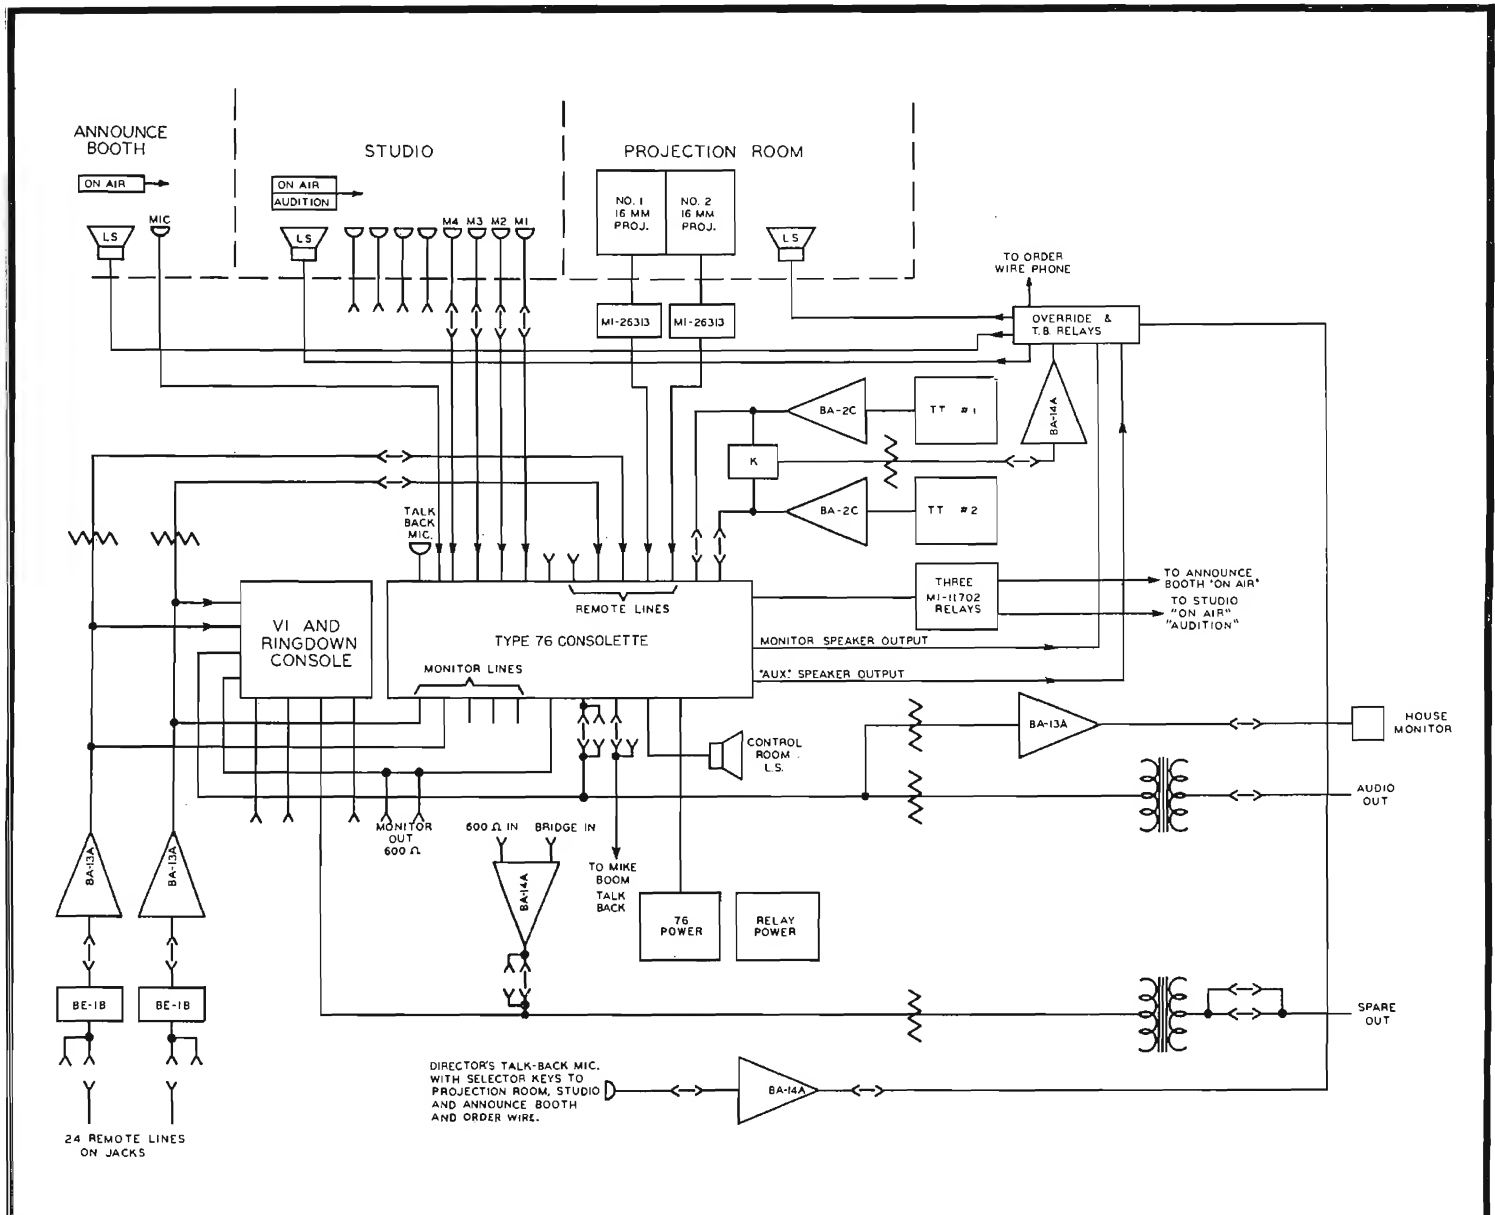 ANNOUNCE
BOOTH
STUDIO
PROJECTION ROOM
ON AIR
ON AIR
AUDITION
NO. 1
16 MM
PROJ.
NO. 2
16 MM
PROJ.
LS
MIC
LS
M4 M3 M2 M1
LS
TO ORDER
WIRE PHONE
MI-26313
MI-26313
OVERRIDE &
T.B. RELAYS
BA-2C
TT #1
BA-14A
K
BA-2C
TT #2
TALK
BACK
MIC.
REMOTE LINES
THREE
MI-11702
RELAYS
TO ANNOUNCE
BOOTH "ON AIR"
TO STUDIO
"ON AIR"
"AUDITION"
VI AND
RINGDOWN
CONSOLE
TYPE 76 CONSOLETTE
MONITOR SPEAKER OUTPUT
MONITOR LINES
"AUX." SPEAKER OUTPUT
BA-13A
HOUSE
MONITOR
CONTROL
ROOM
L.S.
AUDIO
OUT
MONITOR
OUT
600 Ω
600 Ω IN
BRIDGE IN
BA-13A
BA-13A
BA-14A
TO MIKE
BOOM
TALK
BACK
76
POWER
RELAY
POWER
BE-1B
BE-1B
SPARE
OUT
DIRECTOR'S TALK-BACK MIC.
WITH SELECTOR KEYS TO
PROJECTION ROOM, STUDIO
AND ANNOUNCE BOOTH
AND ORDER WIRE.
BA-14A
24 REMOTE LINES
ON JACKS